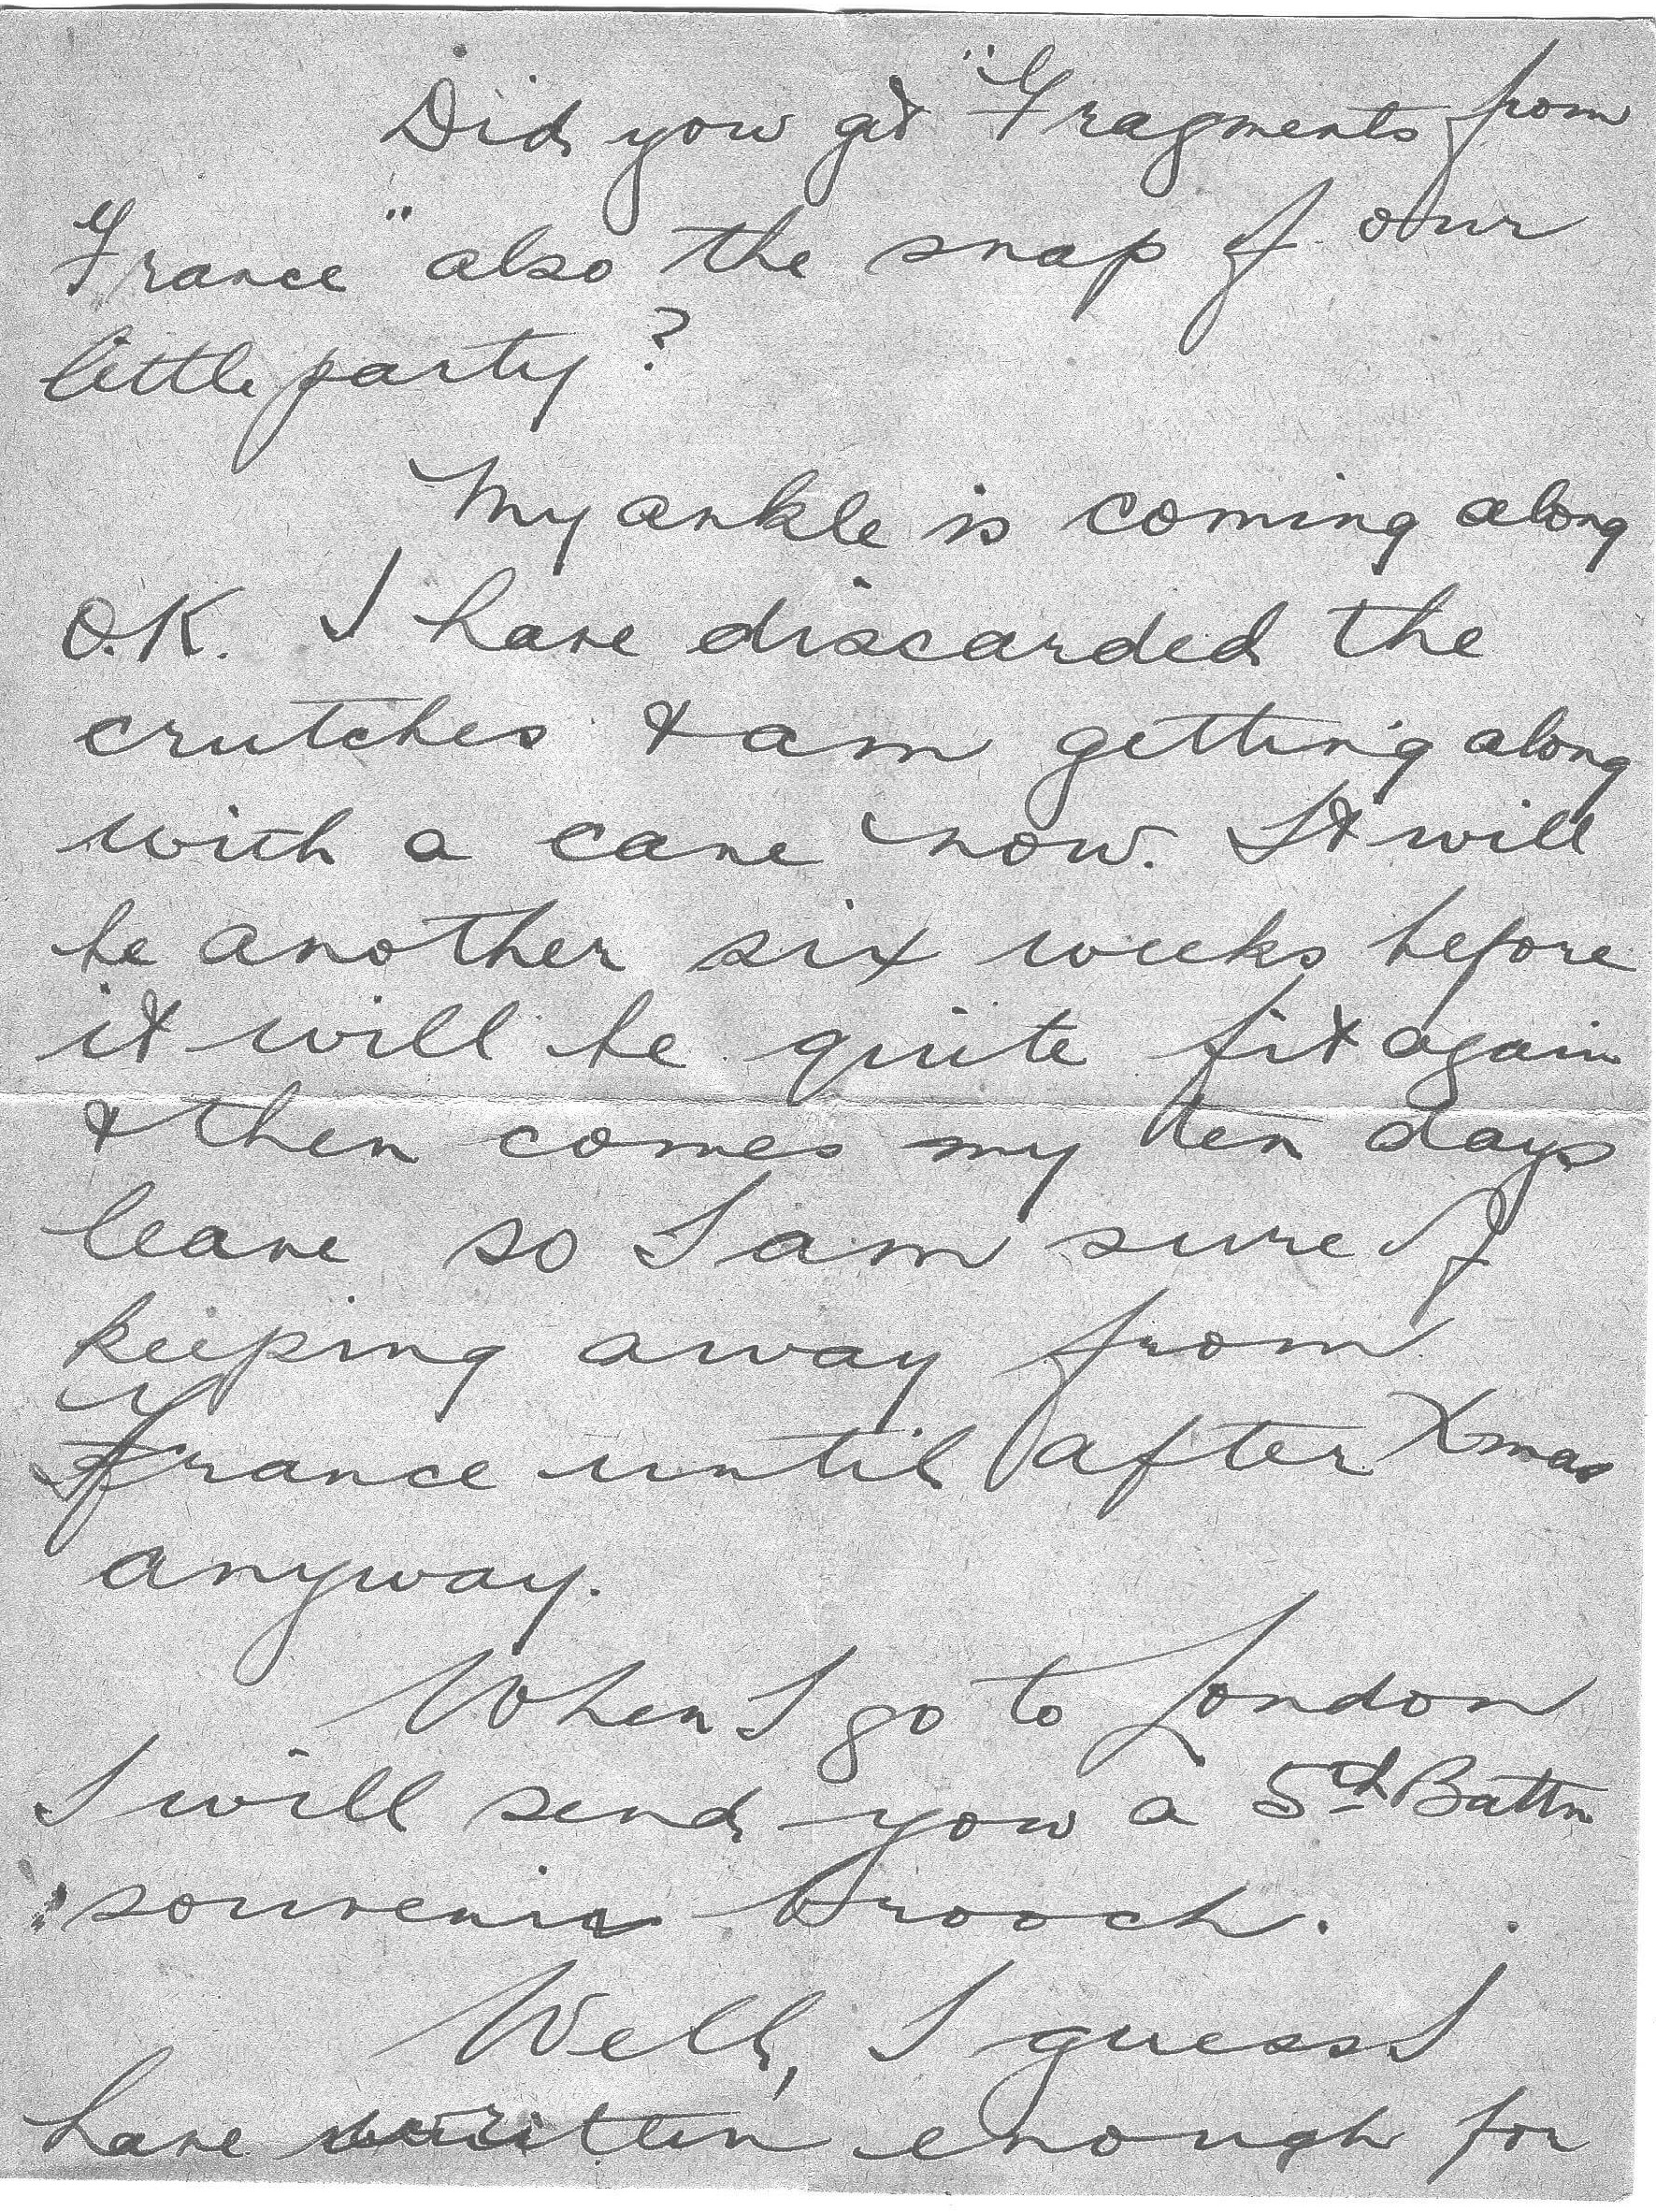 Did you get "Fragments from
France" also the snap of our
little party?
My ankle is coming along
O.K. I have discarded the
crutches & am getting along
with a cane now. It will
be another six weeks before
it will be quite fit again
& then comes my ten days
leave so I am sure of
keeping away from
France until after Xmas
anyway.
When I go to London
I will send you a 5th Battn
souvenir brooch.
Well, I guess I
have written enough for